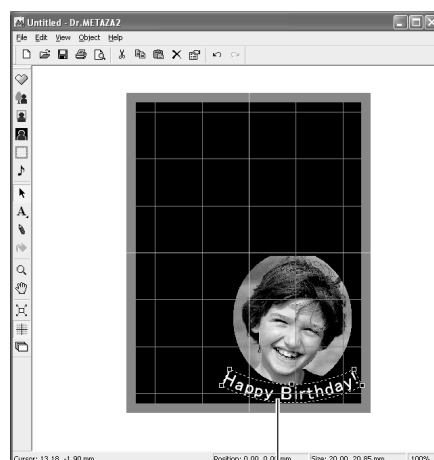 Untitled - Dr.METAZA2
File Edit View Object Help
A
Happy Birthday!
Cursor: 13.18, -1.90 mm Position: 0.00, 0.00 mm Size: 20.00, 20.85 mm 100%